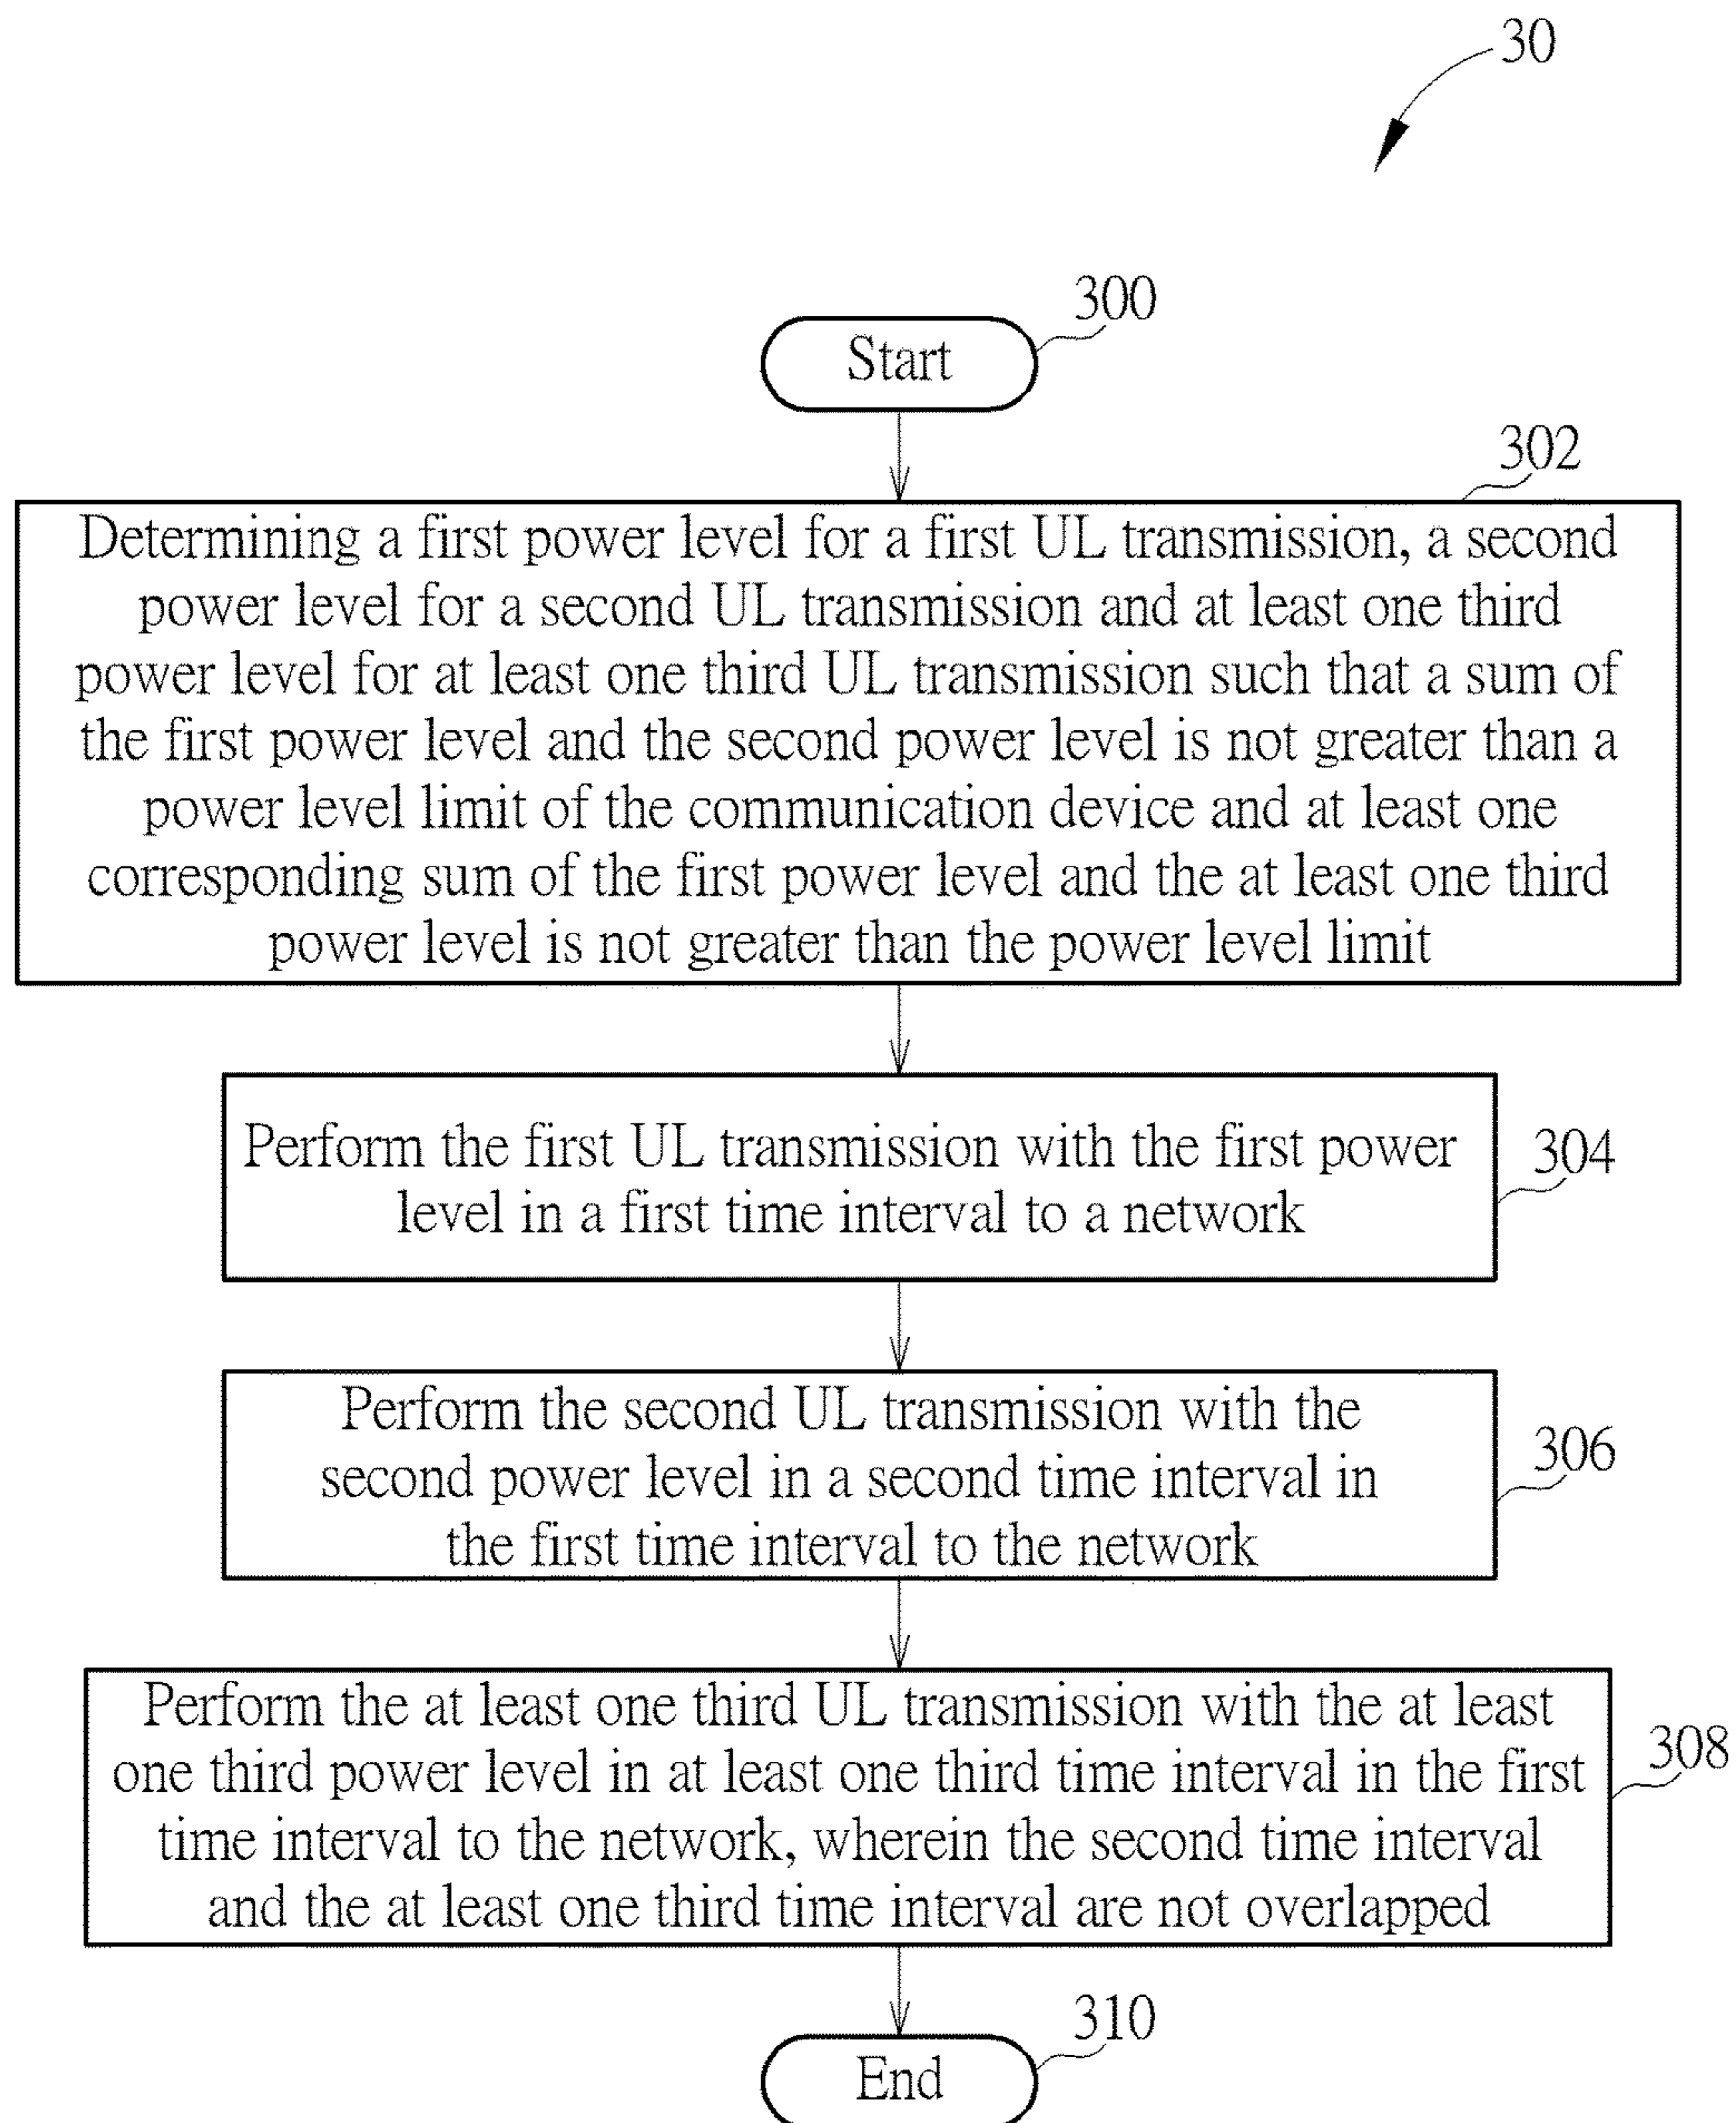 30
300
Start
302
Determining a first power level for a first UL transmission, a second
power level for a second UL transmission and at least one third
power level for at least one third UL transmission such that a sum of
the first power level and the second power level is not greater than a
power level limit of the communication device and at least one
corresponding sum of the first power level and the at least one third
power level is not greater than the power level limit
Perform the first UL transmission with the first power
level in a first time interval to a network
304
Perform the second UL transmission with the
second power level in a second time interval in
the first time interval to the network
306
Perform the at least one third UL transmission with the at least
one third power level in at least one third time interval in the first
time interval to the network, wherein the second time interval
and the at least one third time interval are not overlapped
308
310
End